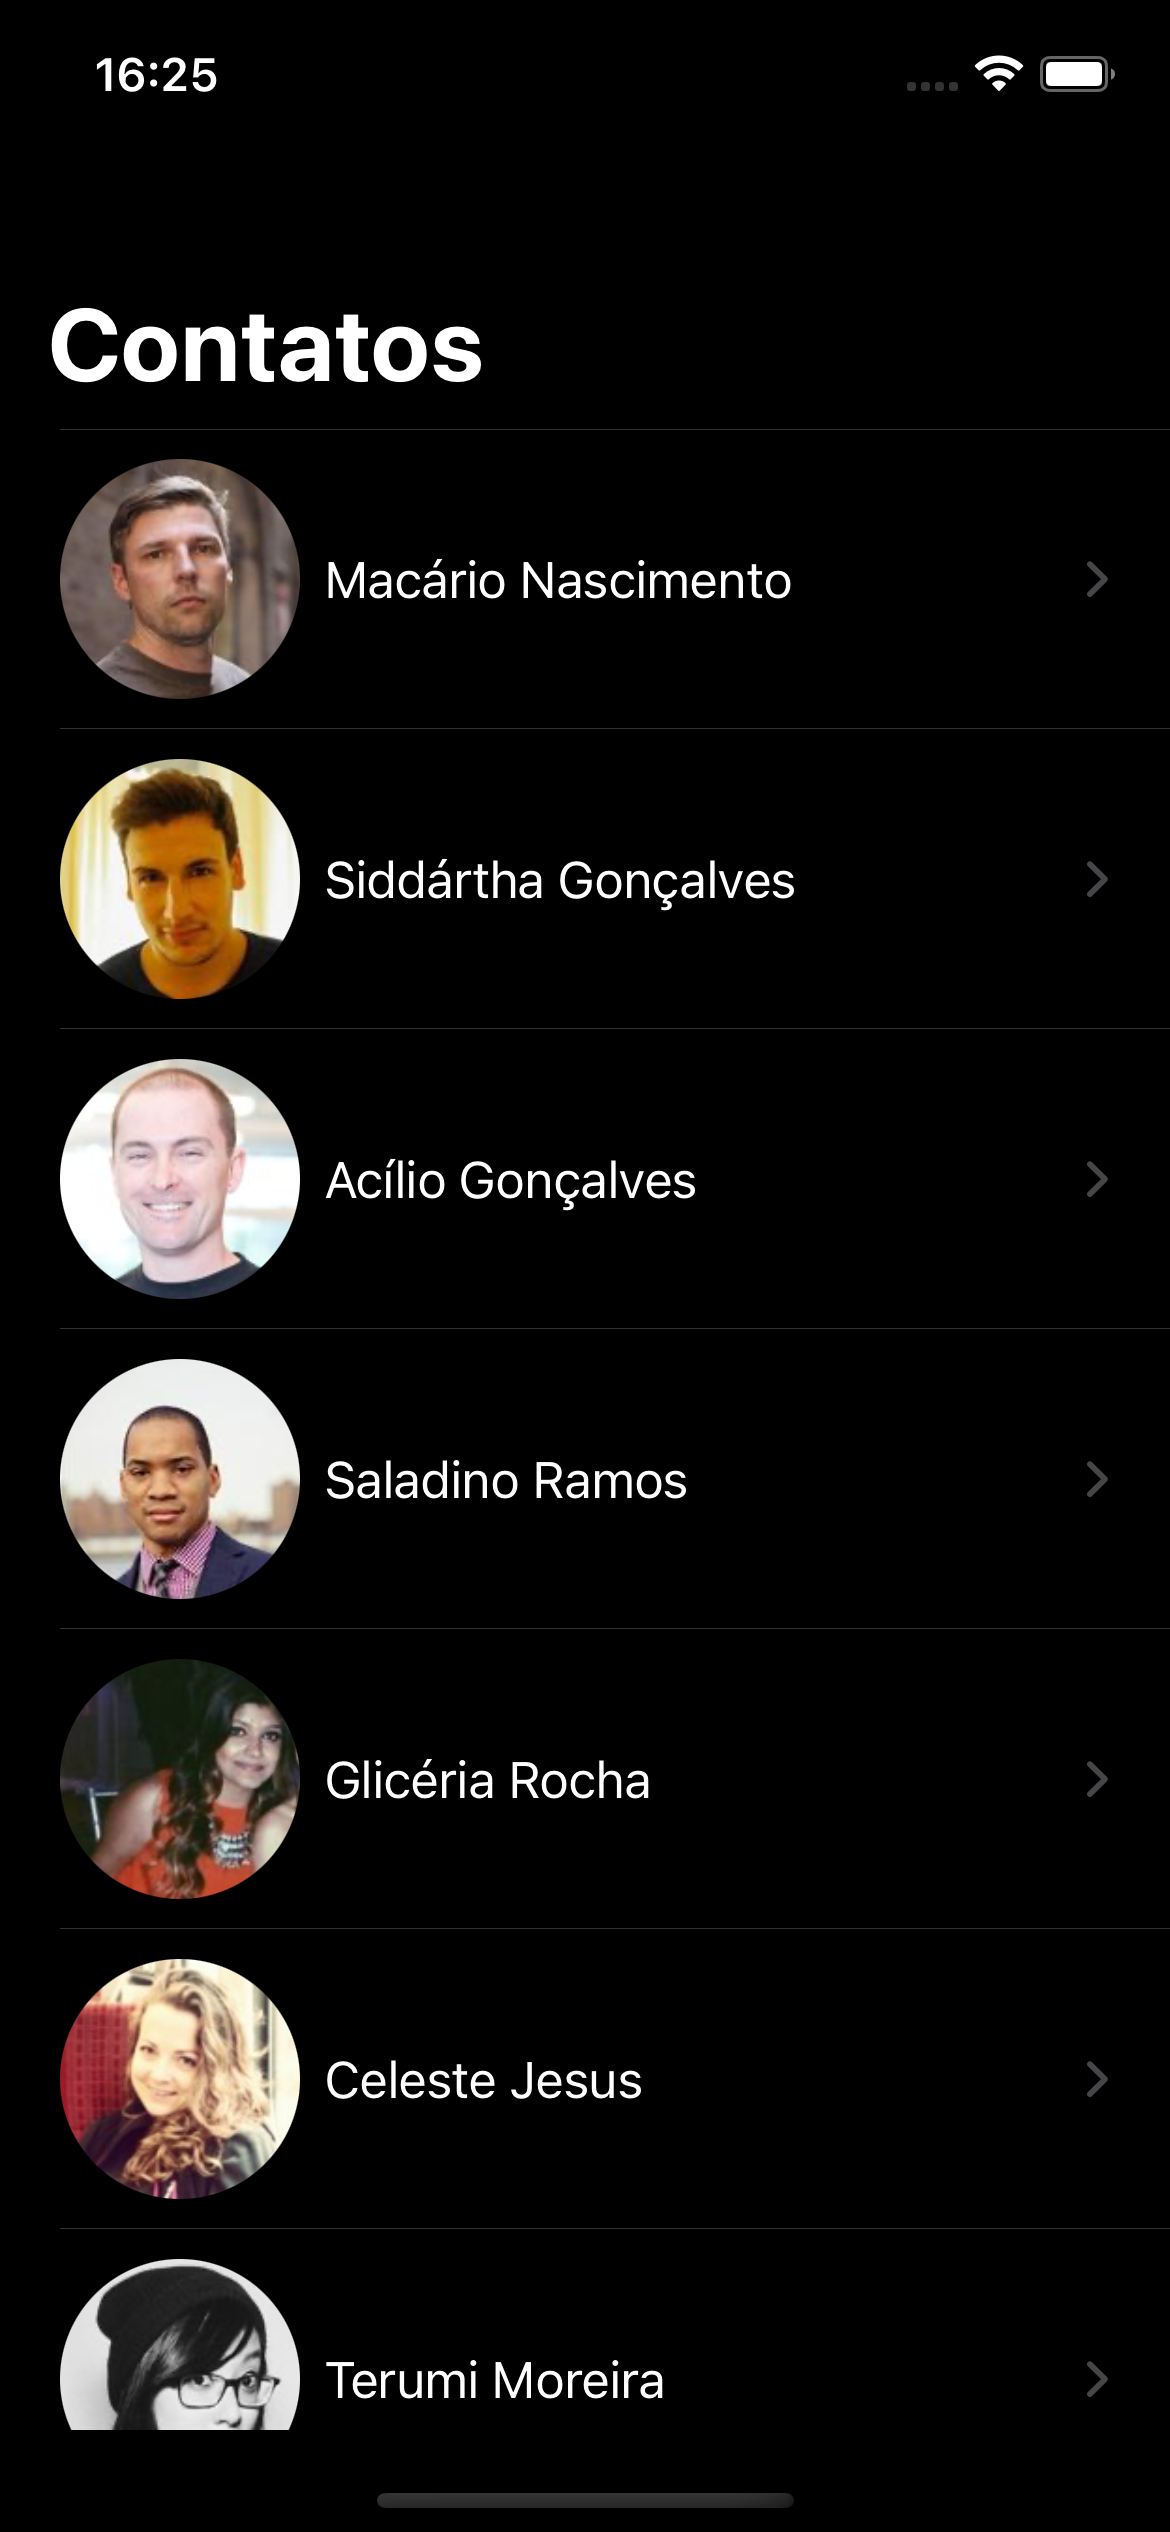 16:25
Contatos
Macário Nascimento
Siddártha Gonçalves
Acílio Gonçalves
Saladino Ramos
Glicéria Rocha
Celeste Jesus
Terumi Moreira